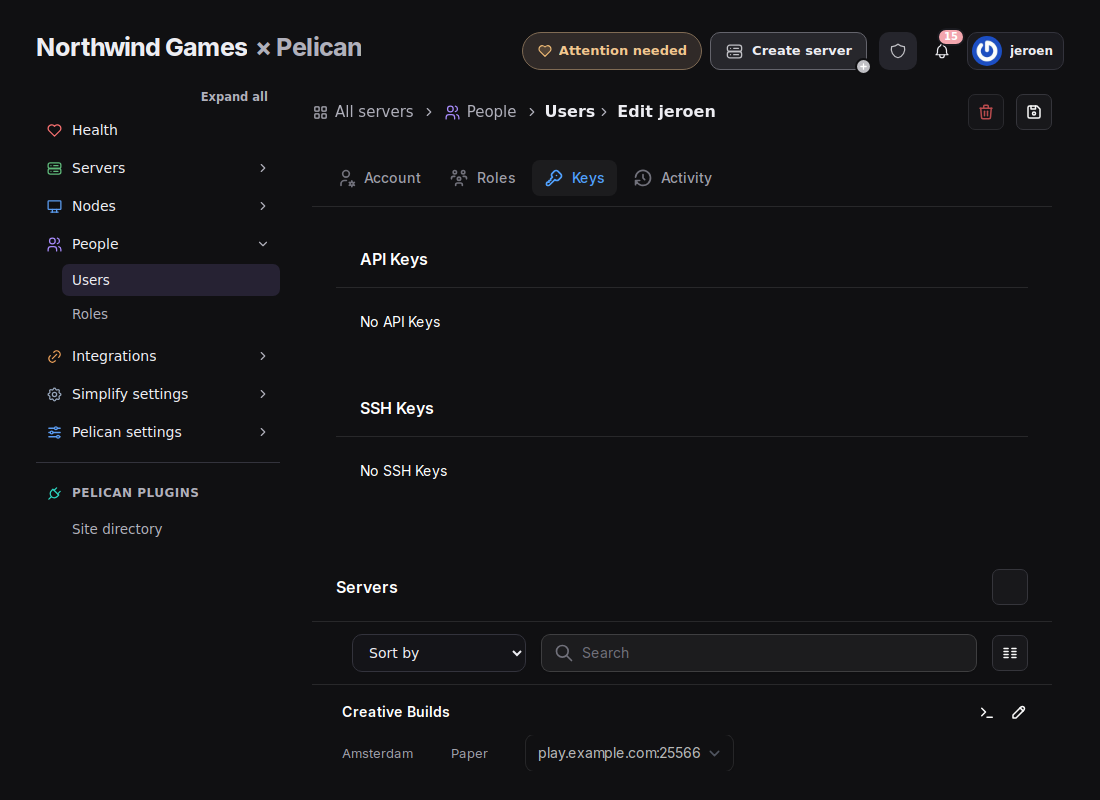 Northwind Games × Pelican
Attention needed
Create server
15
jeroen
Expand all
Health
Servers
Nodes
People
Users
Roles
Integrations
Simplify settings
Pelican settings
PELICAN PLUGINS
Site directory
All servers > People > Users > Edit jeroen
Account Roles Keys Activity
API Keys
No API Keys
SSH Keys
No SSH Keys
Servers
Sort by
Search
Creative Builds
Amsterdam Paper play.example.com:25566